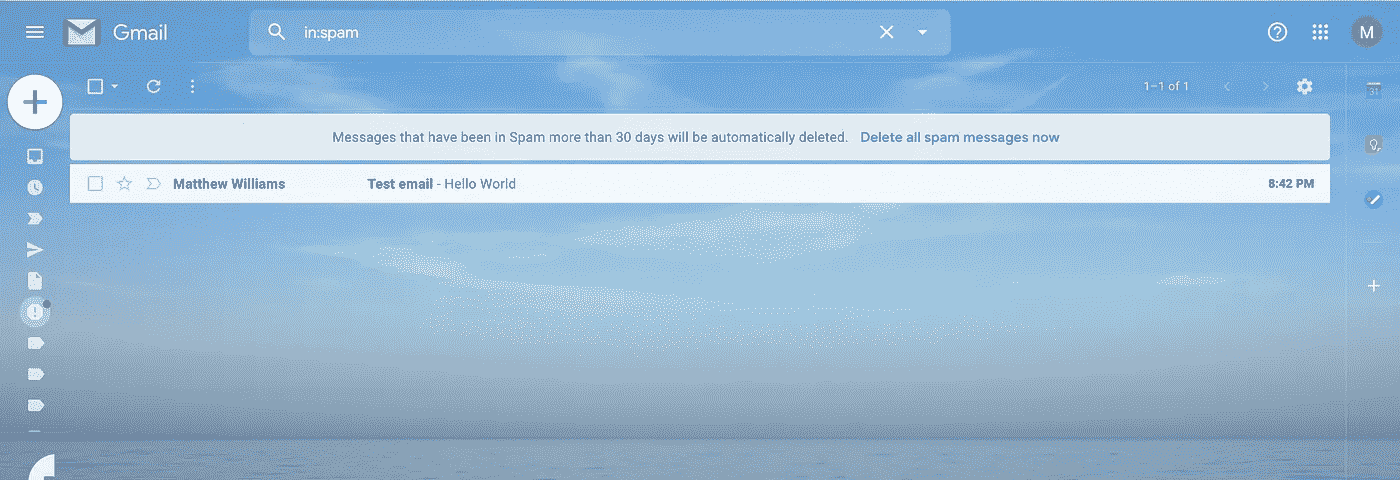 Gmail
in:spam
M
1–1 of 1
31
Messages that have been in Spam more than 30 days will be automatically deleted. Delete all spam messages now
Matthew Williams Test email - Hello World 8:42 PM